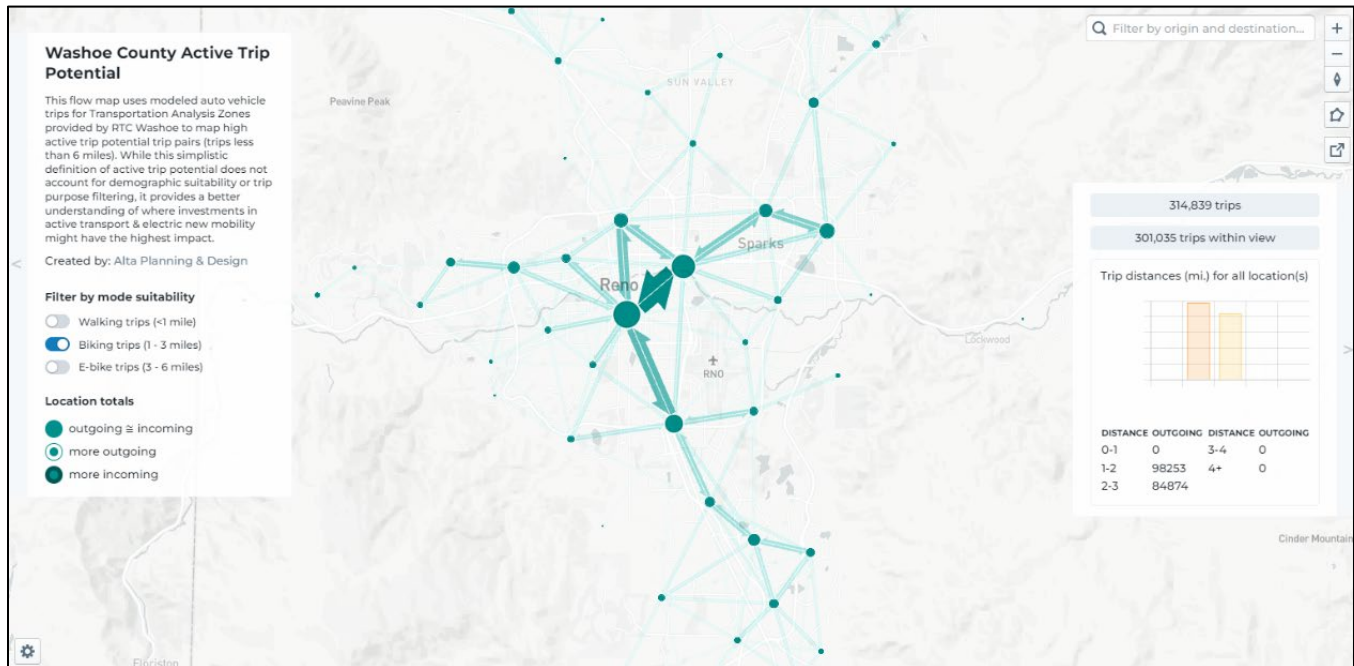 Washoe County Active Trip
Potential
This flow map uses modeled auto vehicle
trips for Transportation Analysis Zones
provided by RTC Washoe to map high
active trip potential trip pairs (trips less
than 6 miles). While this simplistic
definition of active trip potential does not
account for demographic suitability or trip
purpose filtering, it provides a better
understanding of where investments in
active transport & electric new mobility
might have the highest impact.
Created by: Alta Planning & Design
Filter by mode suitability
Walking trips (<1 mile)
Biking trips (1 - 3 miles)
E-bike trips (3 - 6 miles)
Location totals
outgoing ≅ incoming
more outgoing
more incoming
Peavine Peak
SUN VALLEY
Sparks
Reno
RNO
Lockwood
Cinder Mountain
Floriston
Filter by origin and destination...
314,839 trips
301,035 trips within view
Trip distances (mi.) for all location(s)
DISTANCE OUTGOING DISTANCE OUTGOING
0-1 0 3-4 0
1-2 98253 4+ 0
2-3 84874